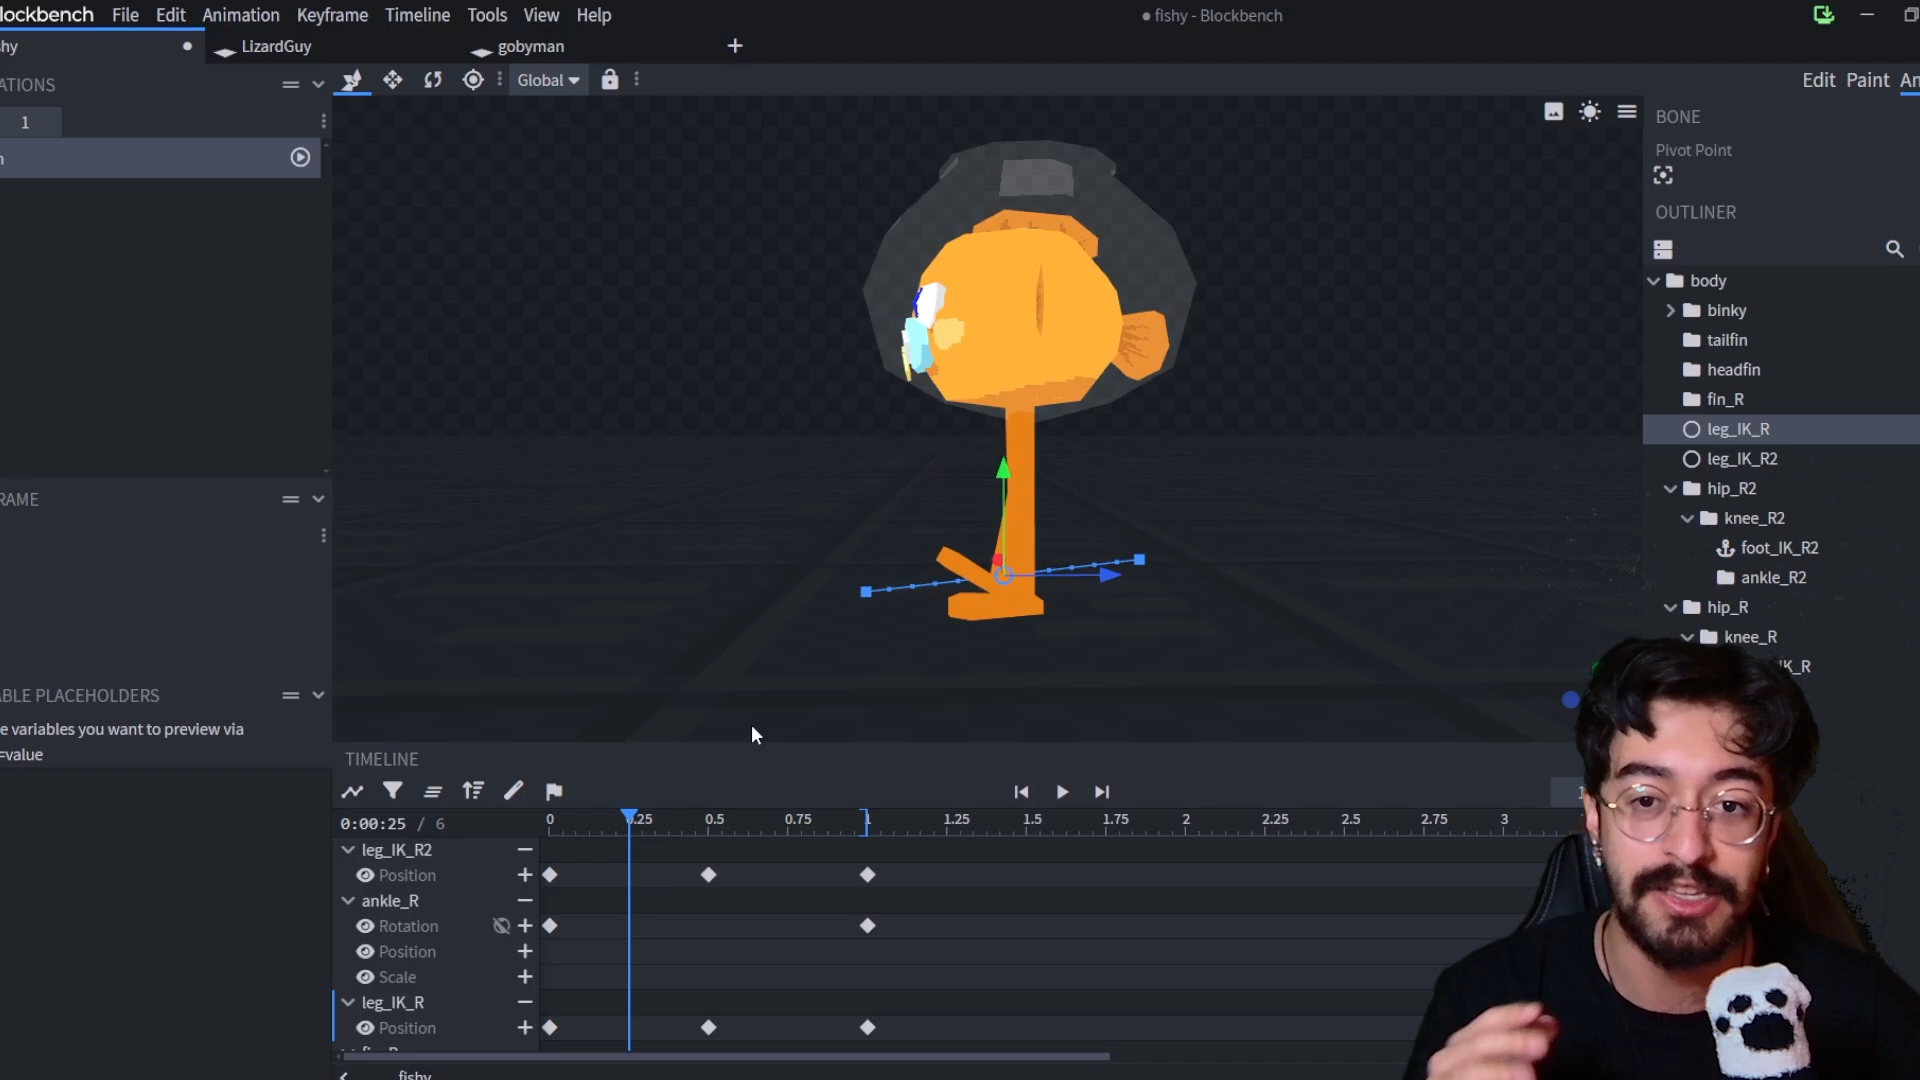 lockbench File Edit Animation Keyframe Timeline Tools View Help
fishy - Blockbench
hy
LizardGuy
gobyman
Global
Edit Paint An
ATIONS
1
n
RAME
ABLE PLACEHOLDERS
e variables you want to preview via
=value
BONE
Pivot Point
OUTLINER
body
binky
tailfin
headfin
fin_R
leg_IK_R
leg_IK_R2
hip_R2
knee_R2
foot_IK_R2
ankle_R2
hip_R
knee_R
IK_R
TIMELINE
0:00:25 / 6
0 0.25 0.5 0.75 1 1.25 1.5 1.75 2 2.25 2.5 2.75 3
leg_IK_R2
Position
ankle_R
Rotation
Position
Scale
leg_IK_R
Position
fishy